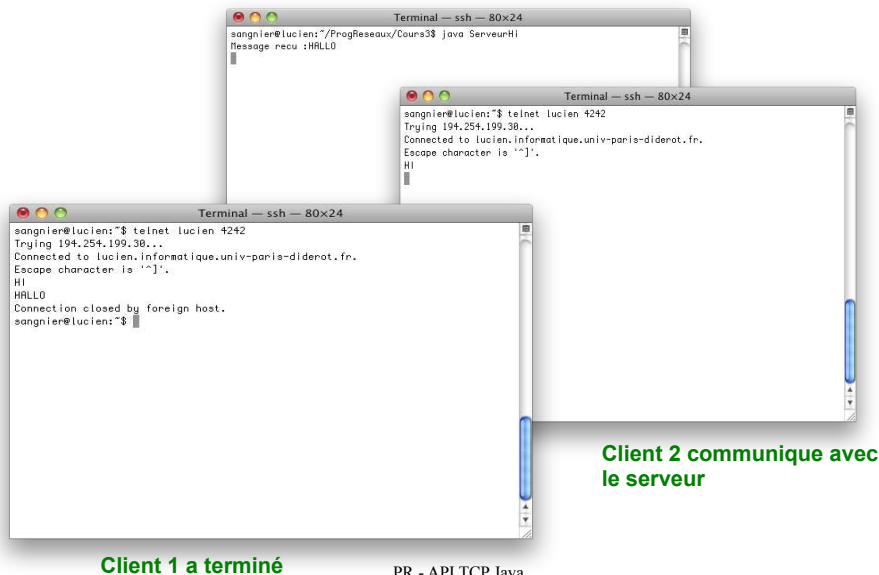 Terminal — ssh — 80×24
sangnier@lucien:~/ProgReseaux/Cours3$ java ServeurHi
Message recu :HALLO
Terminal — ssh — 80×24
sangnier@lucien:~$ telnet lucien 4242
Trying 194.254.199.30...
Connected to lucien.informatique.univ-paris-diderot.fr.
Escape character is '^]'.
HI
Terminal — ssh — 80×24
sangnier@lucien:~$ telnet lucien 4242
Trying 194.254.199.30...
Connected to lucien.informatique.univ-paris-diderot.fr.
Escape character is '^]'.
HI
HALLO
Connection closed by foreign host.
sangnier@lucien:~$
Client 2 communique avec
le serveur
Client 1 a terminé
PR - API TCP Java